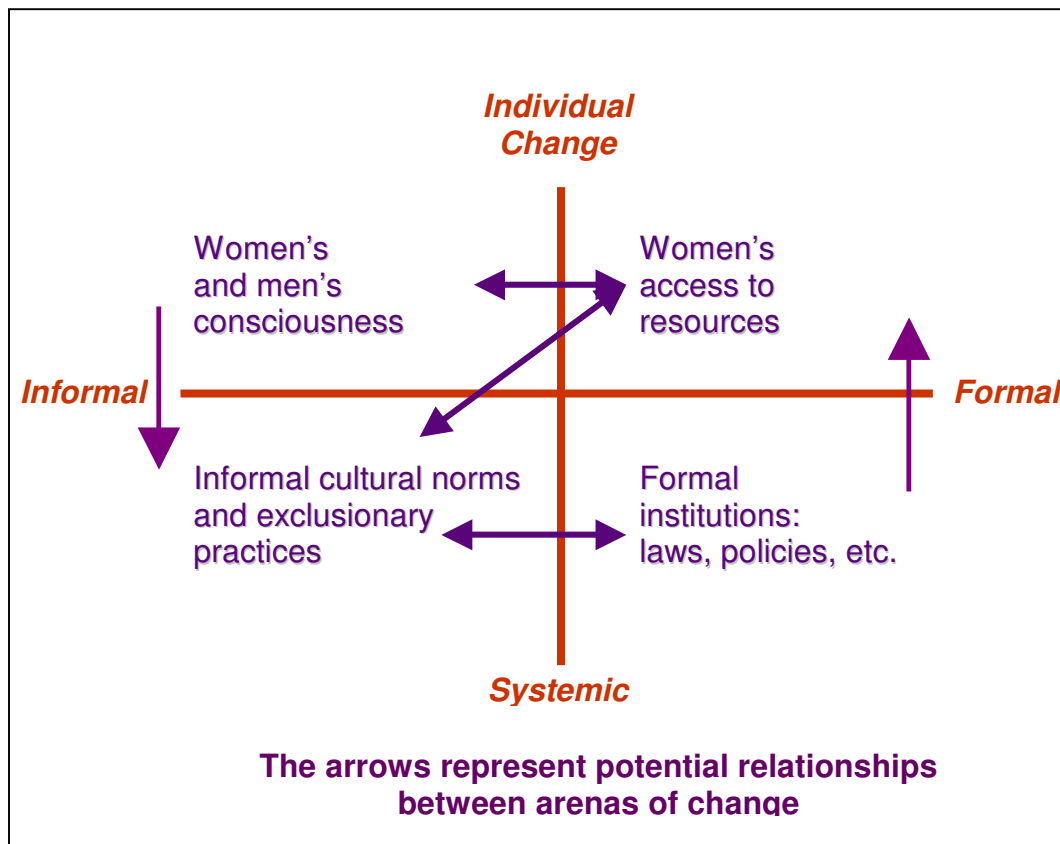 Individual
Change
Women’s
and men’s
consciousness
Women’s
access to
resources
Informal
Formal
Informal cultural norms
and exclusionary
practices
Formal
institutions:
laws, policies, etc.
Systemic
The arrows represent potential relationships
between arenas of change